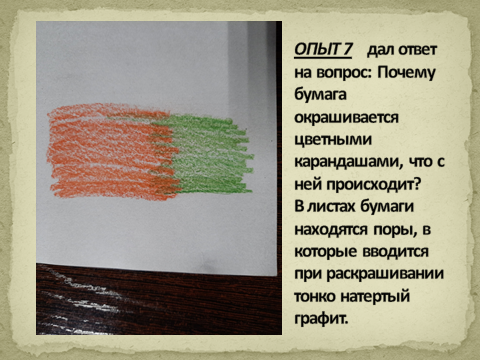 ОПЫТ 7 дал ответ
на вопрос: Почему
бумага
окрашивается
цветными
карандашами, что с
ней происходит?
В листах бумаги
находятся поры, в
которые вводится
при раскрашивании
тонко натертый
графит.